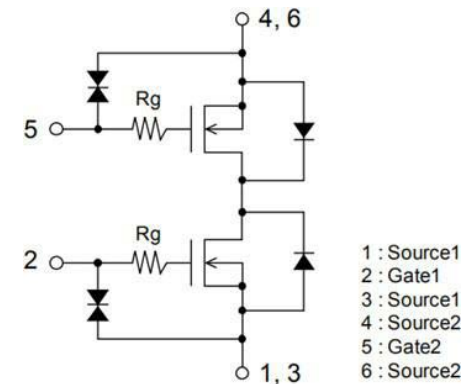 4, 6
Rg
5
Rg
2
1, 3
1 : Source1
2 : Gate1
3 : Source1
4 : Source2
5 : Gate2
6 : Source2